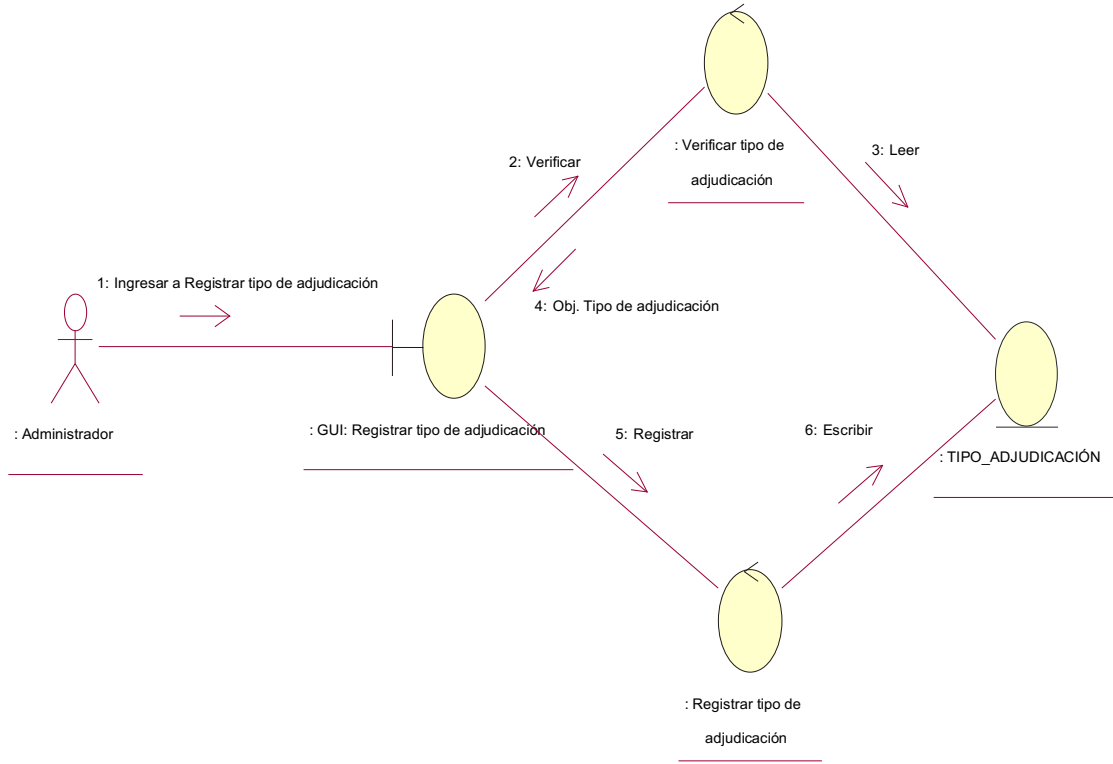 : Verificar tipo de
adjudicación
2: Verificar
3: Leer
1: Ingresar a Registrar tipo de adjudicación
4: Obj. Tipo de adjudicación
: Administrador
: GUI: Registrar tipo de adjudicación
5: Registrar
6: Escribir
: TIPO_ADJUDICACIÓN
: Registrar tipo de
adjudicación